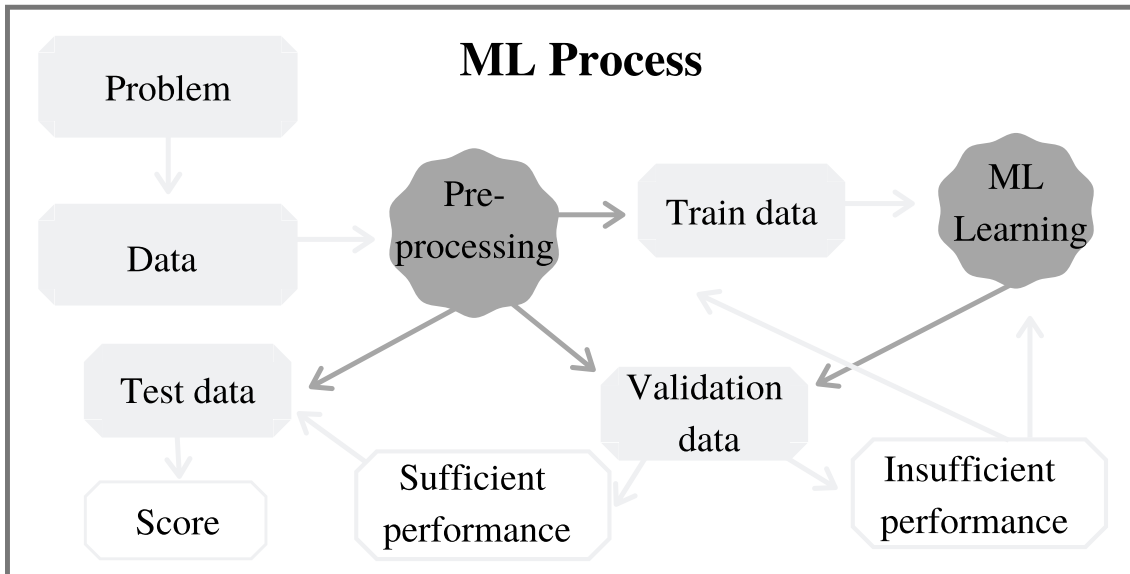 ML Process
Problem
Data
Pre-
processing
Train data
ML
Learning
Test data
Validation
data
Score
Sufficient
performance
Insufficient
performance